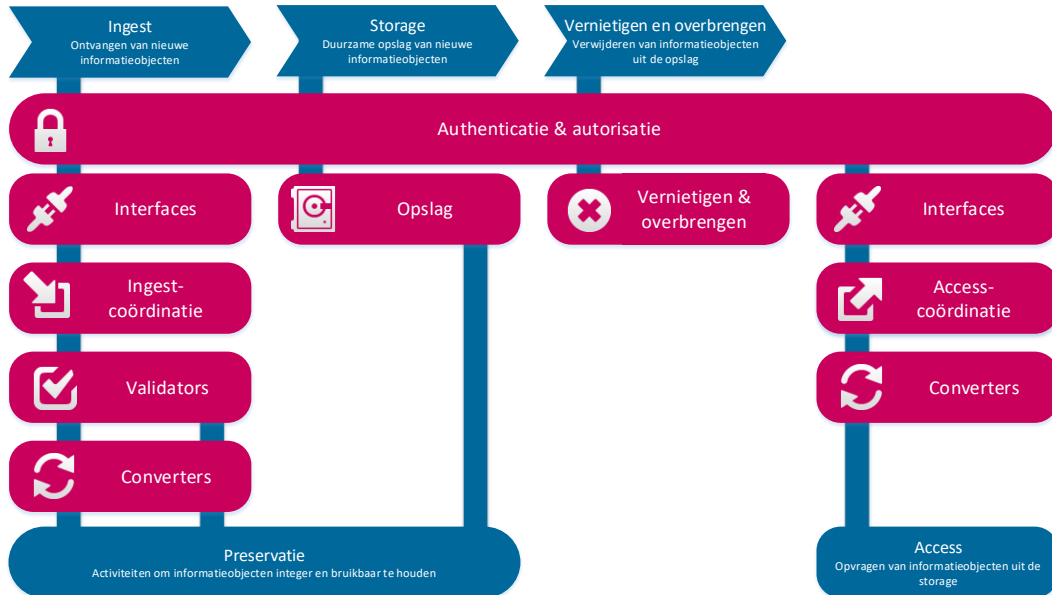 Ingest
Ontvangen van nieuwe
informatieobjecten
Storage
Duurzame opslag van nieuwe
informatieobjecten
Vernietigen en overbrengen
Verwijderen van informatieobjecten
uit de opslag
Authenticatie & autorisatie
Interfaces
Opslag
Vernietigen &
overbrengen
Interfaces
Ingest-
coördinatie
Access-
coördinatie
Validators
Converters
Converters
Preservatie
Activiteiten om informatieobjecten integer en bruikbaar te houden
Access
Opvragen van informatieobjecten uit de
storage